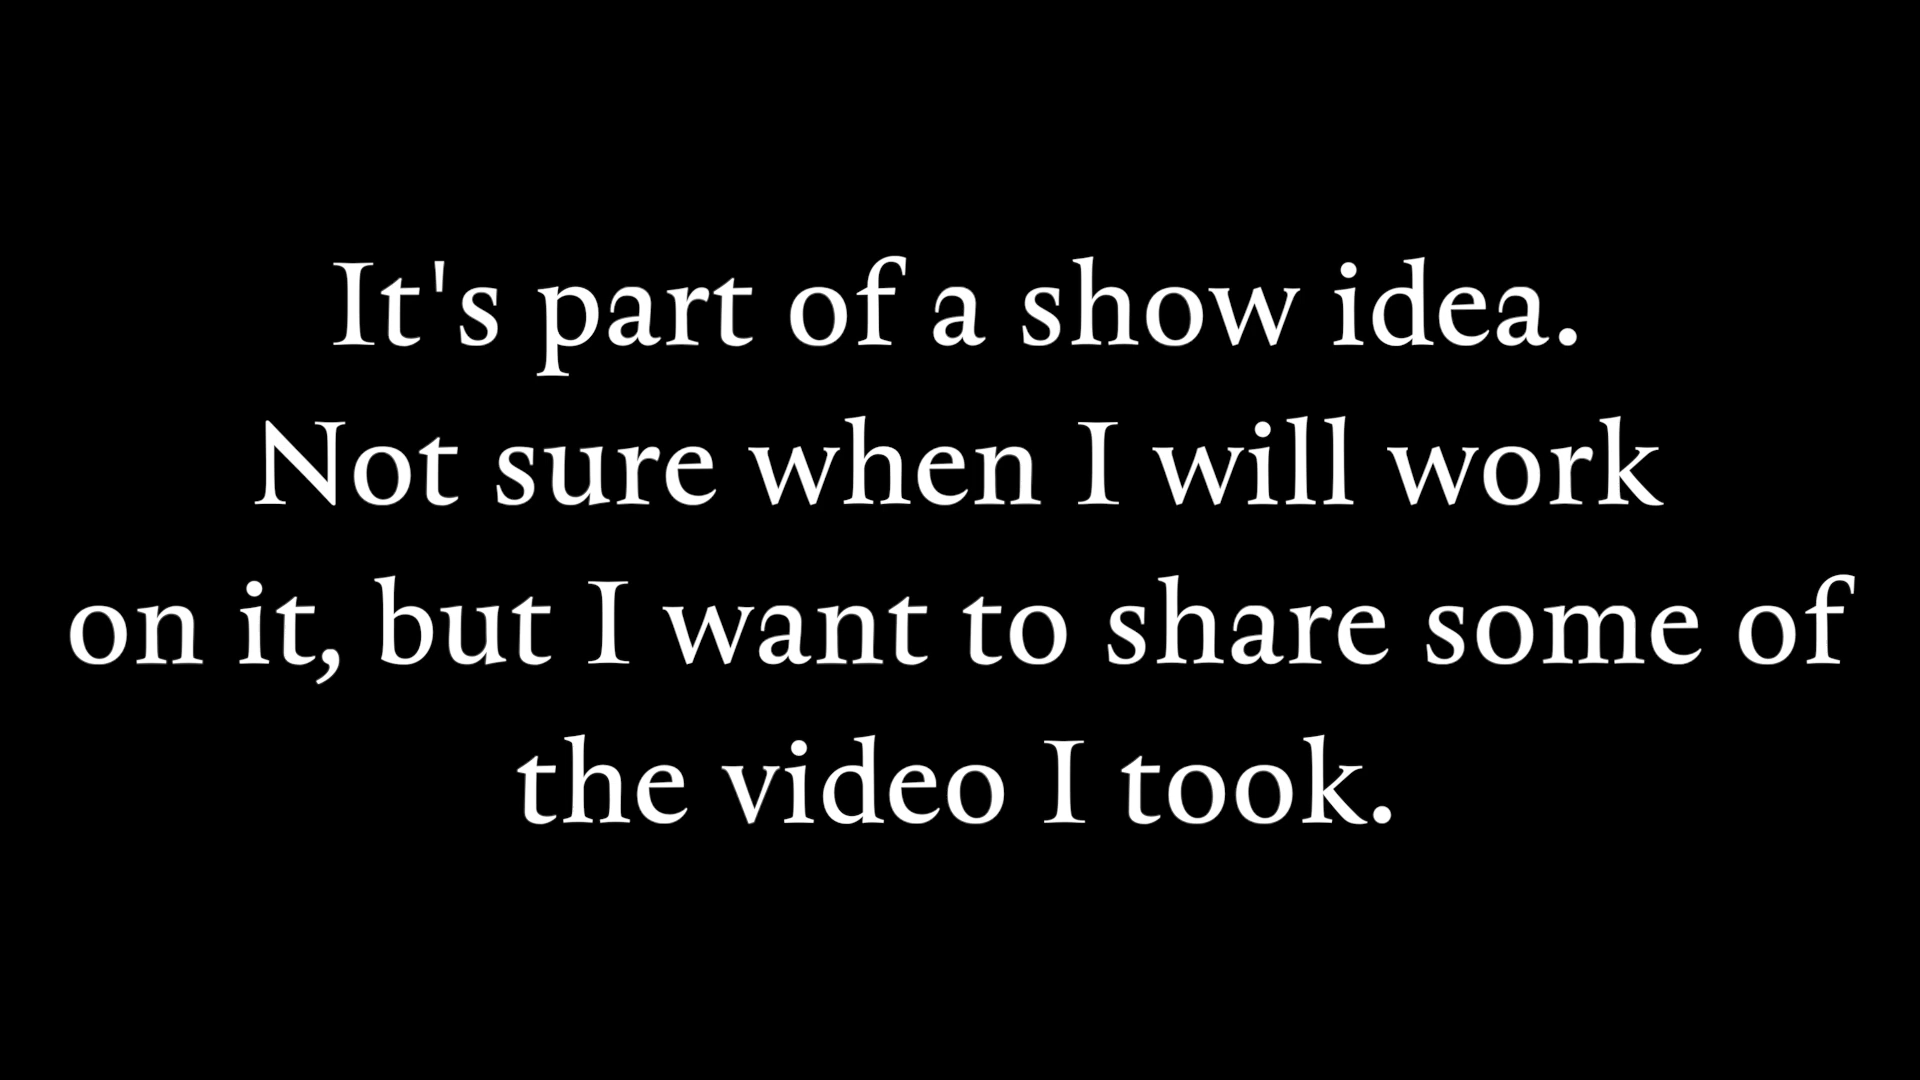 It's part of a show idea.
Not sure when I will work
on it, but I want to share some of
the video I took.